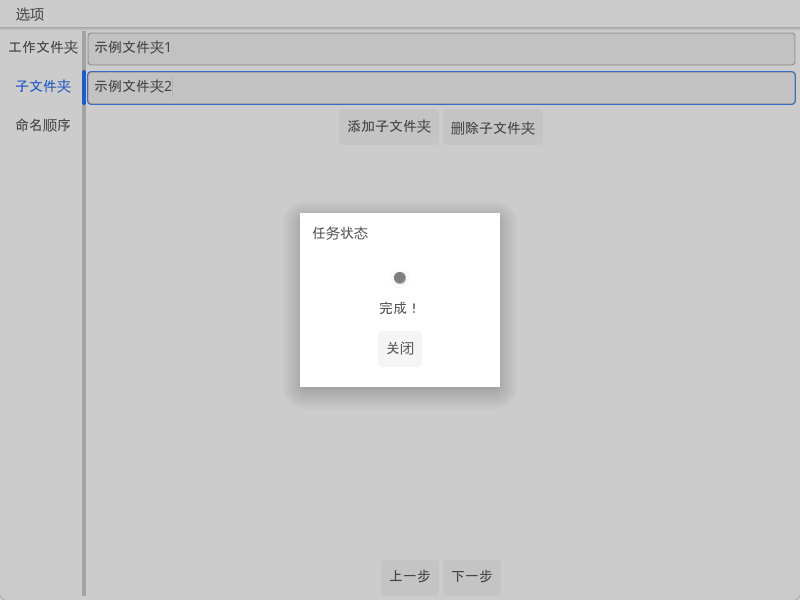 选项
工作文件夹
示例文件夹1
子文件夹
示例文件夹2
命名顺序
添加子文件夹
删除子文件夹
任务状态
完成！
关闭
上一步
下一步